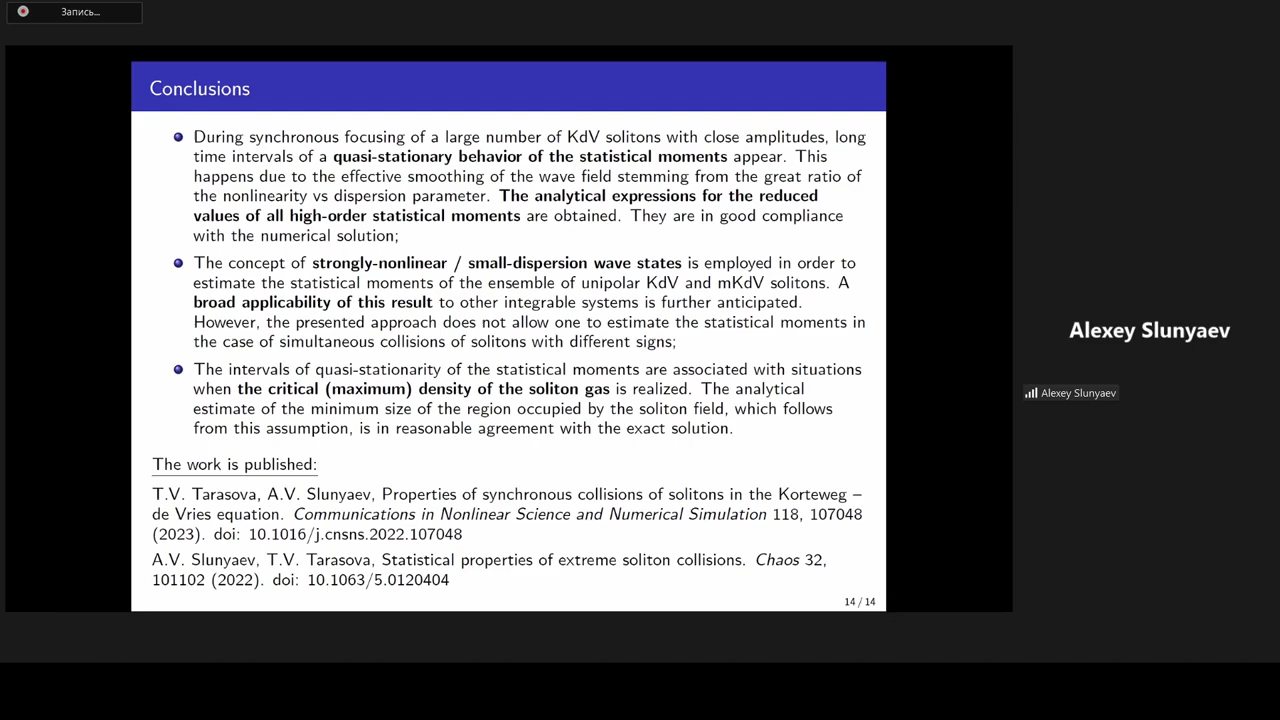 Запись...
Conclusions
During synchronous focusing of a large number of KdV solitons with close amplitudes, long
time intervals of a quasi-stationary behavior of the statistical moments appear. This
happens due to the effective smoothing of the wave field stemming from the great ratio of
the nonlinearity vs dispersion parameter. The analytical expressions for the reduced
values of all high-order statistical moments are obtained. They are in good compliance
with the numerical solution;
The concept of strongly-nonlinear / small-dispersion wave states is employed in order to
estimate the statistical moments of the ensemble of unipolar KdV and mKdV solitons. A
broad applicability of this result to other integrable systems is further anticipated.
However, the presented approach does not allow one to estimate the statistical moments in
the case of simultaneous collisions of solitons with different signs;
The intervals of quasi-stationarity of the statistical moments are associated with situations
when the critical (maximum) density of the soliton gas is realized. The analytical
estimate of the minimum size of the region occupied by the soliton field, which follows
from this assumption, is in reasonable agreement with the exact solution.
The work is published:
T.V. Tarasova, A.V. Slunyaev, Properties of synchronous collisions of solitons in the Korteweg –
de Vries equation. Communications in Nonlinear Science and Numerical Simulation 118, 107048
(2023). doi: 10.1016/j.cnsns.2022.107048
A.V. Slunyaev, T.V. Tarasova, Statistical properties of extreme soliton collisions. Chaos 32,
101102 (2022). doi: 10.1063/5.0120404
14 / 14
Alexey Slunyaev
Alexey Slunyaev